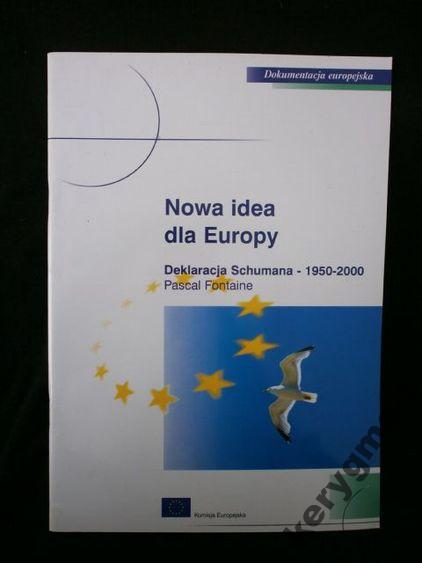 Dokumentacja europejska
Nowa idea
dla Europy
Deklaracja Schumana - 1950-2000
Pascal Fontaine
Komisja Europejska